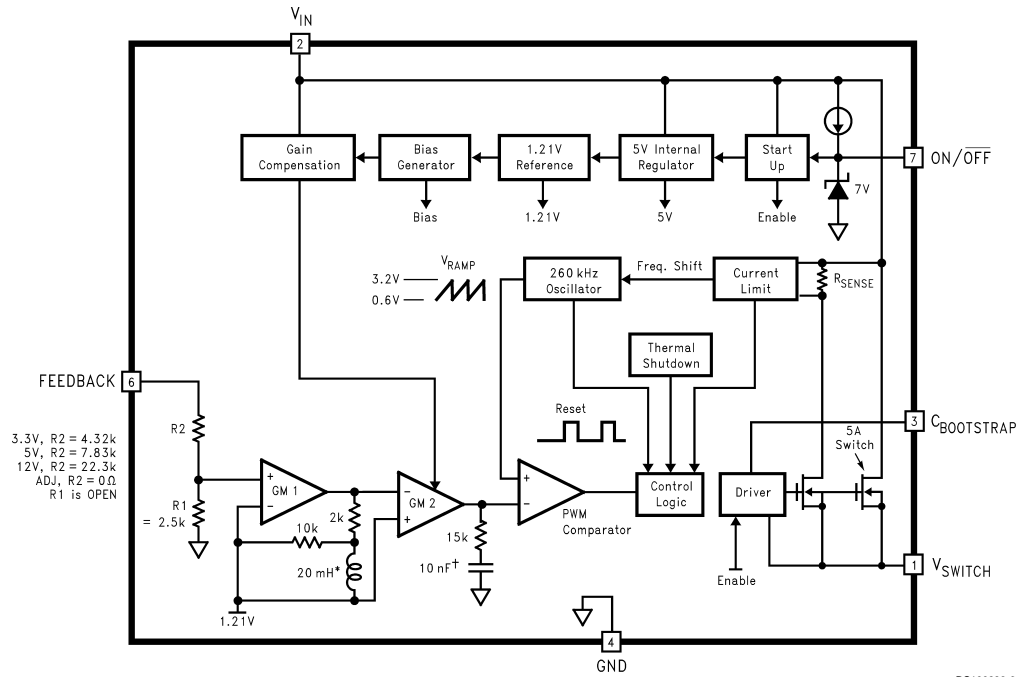 V_IN
2
Gain
Compensation
Bias
Generator
1.21V
Reference
5V Internal
Regulator
Start
Up
7
ON/O̅F̅F̅
7V
Bias
1.21V
5V
Enable
V_RAMP
3.2V
0.6V
260 kHz
Oscillator
Freq. Shift
Current
Limit
R_SENSE
Thermal
Shutdown
FEEDBACK
6
Reset
3
C_BOOTSTRAP
5A
Switch
R2
3.3V, R2 = 4.32k
5V, R2 = 7.83k
12V, R2 = 22.3k
ADJ, R2 = 0Ω
R1 is OPEN
R1
= 2.5k
+
GM 1
−
−
GM 2
+
+
−
PWM
Comparator
Control
Logic
Driver
2k
10k
20 mH*
15k
10 nF†
1.21V
Enable
1
V_SWITCH
4
GND